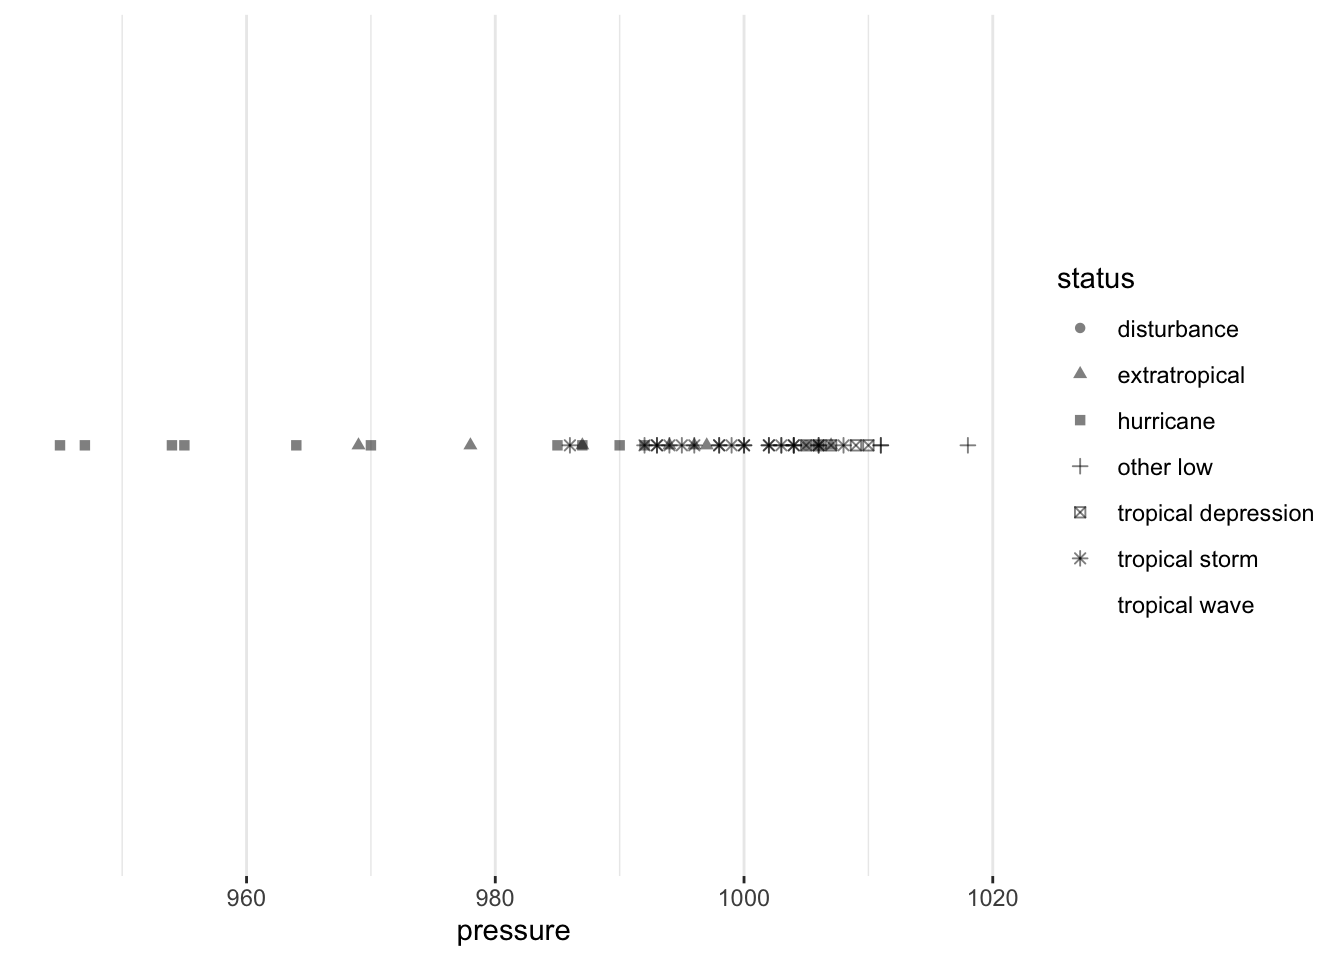 status
disturbance
extratropical
hurricane
other low
tropical depression
tropical storm
tropical wave
960 980 1000 1020
pressure